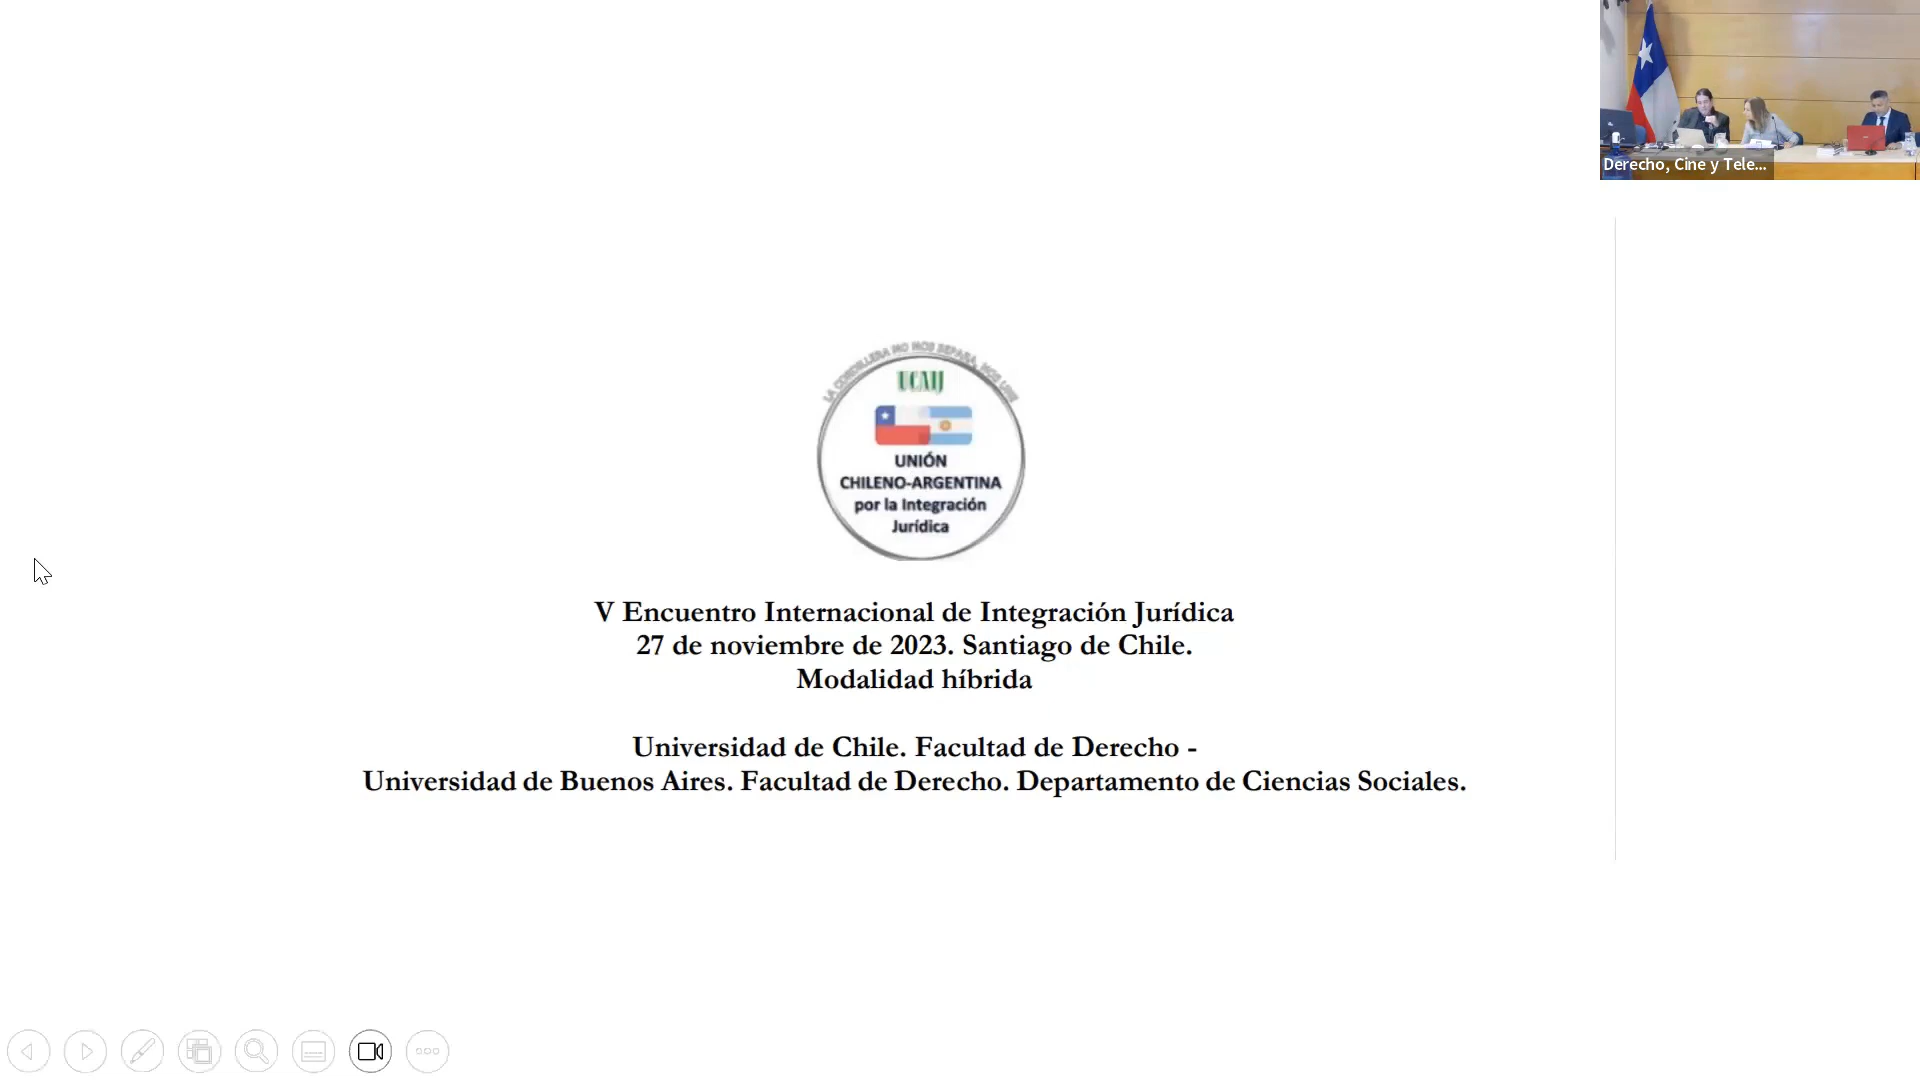 Derecho, Cine y Tele...
LA CORDILLERA NO NOS SEPARA, NOS UNE
UCAIJ
UNIÓN
CHILENO-ARGENTINA
por la Integración
Jurídica
V Encuentro Internacional de Integración Jurídica
27 de noviembre de 2023. Santiago de Chile.
Modalidad híbrida
Universidad de Chile. Facultad de Derecho -
Universidad de Buenos Aires. Facultad de Derecho. Departamento de Ciencias Sociales.